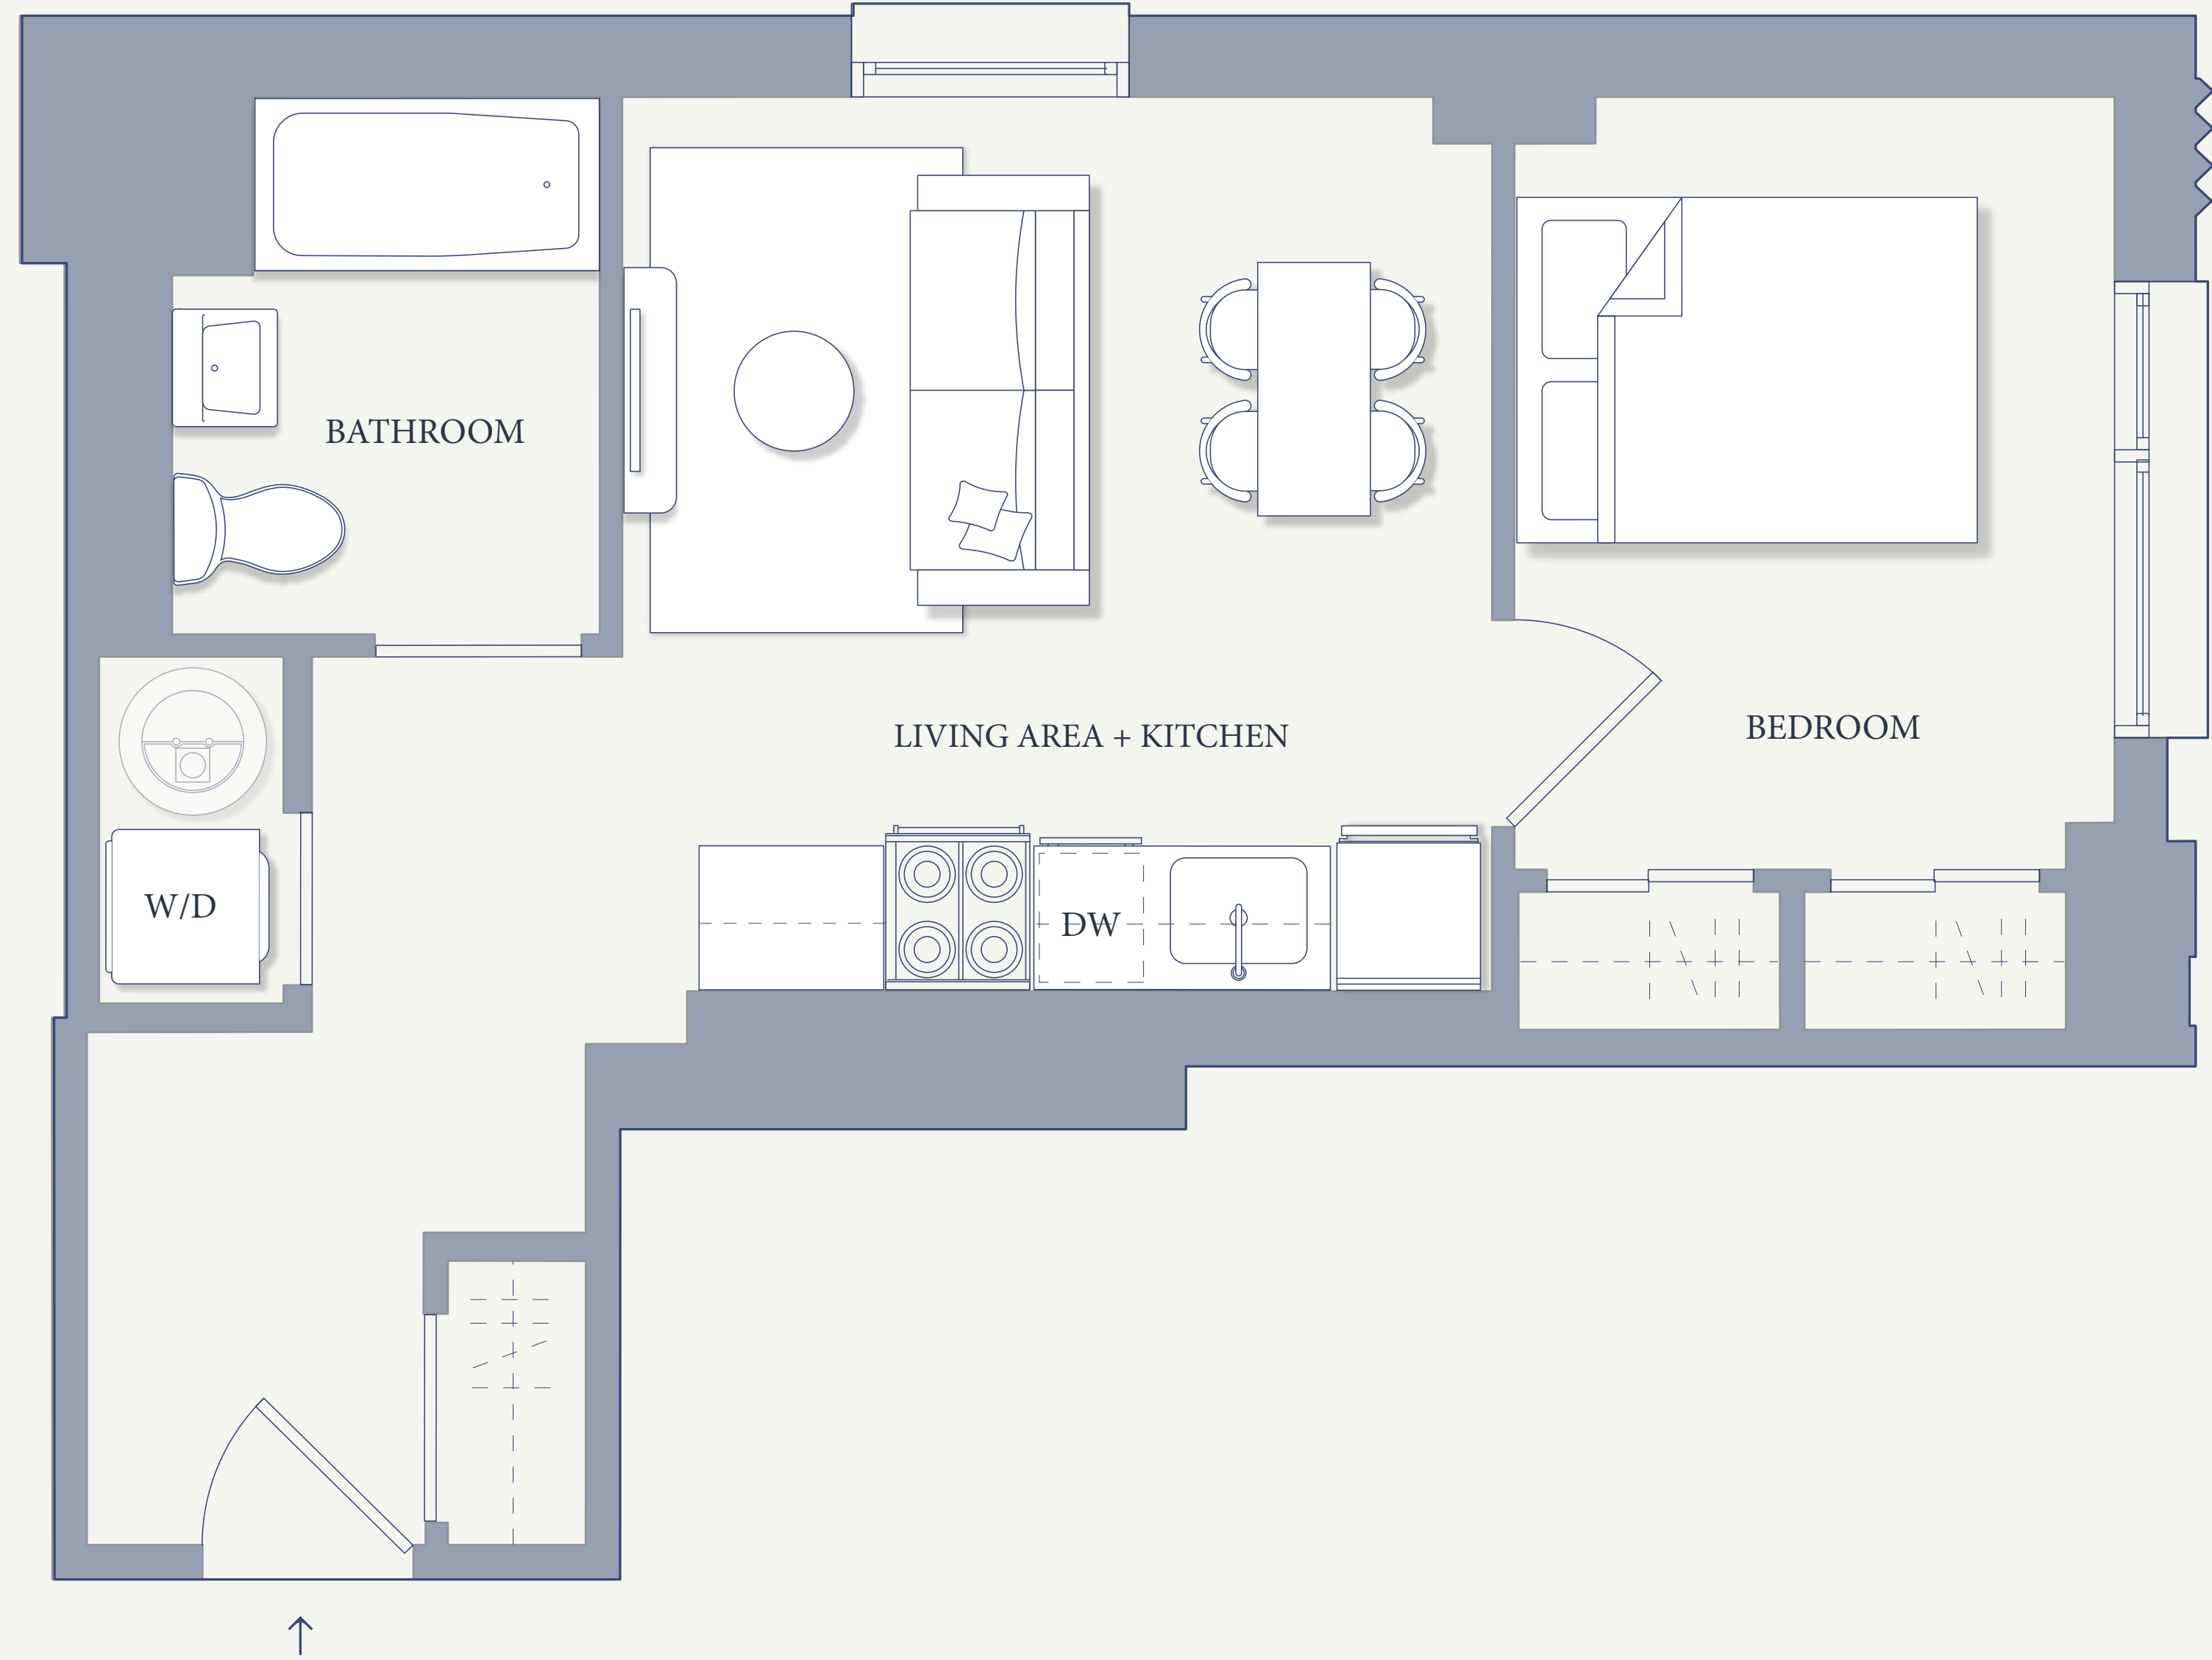 BATHROOM
LIVING AREA + KITCHEN
BEDROOM
W/D
DW